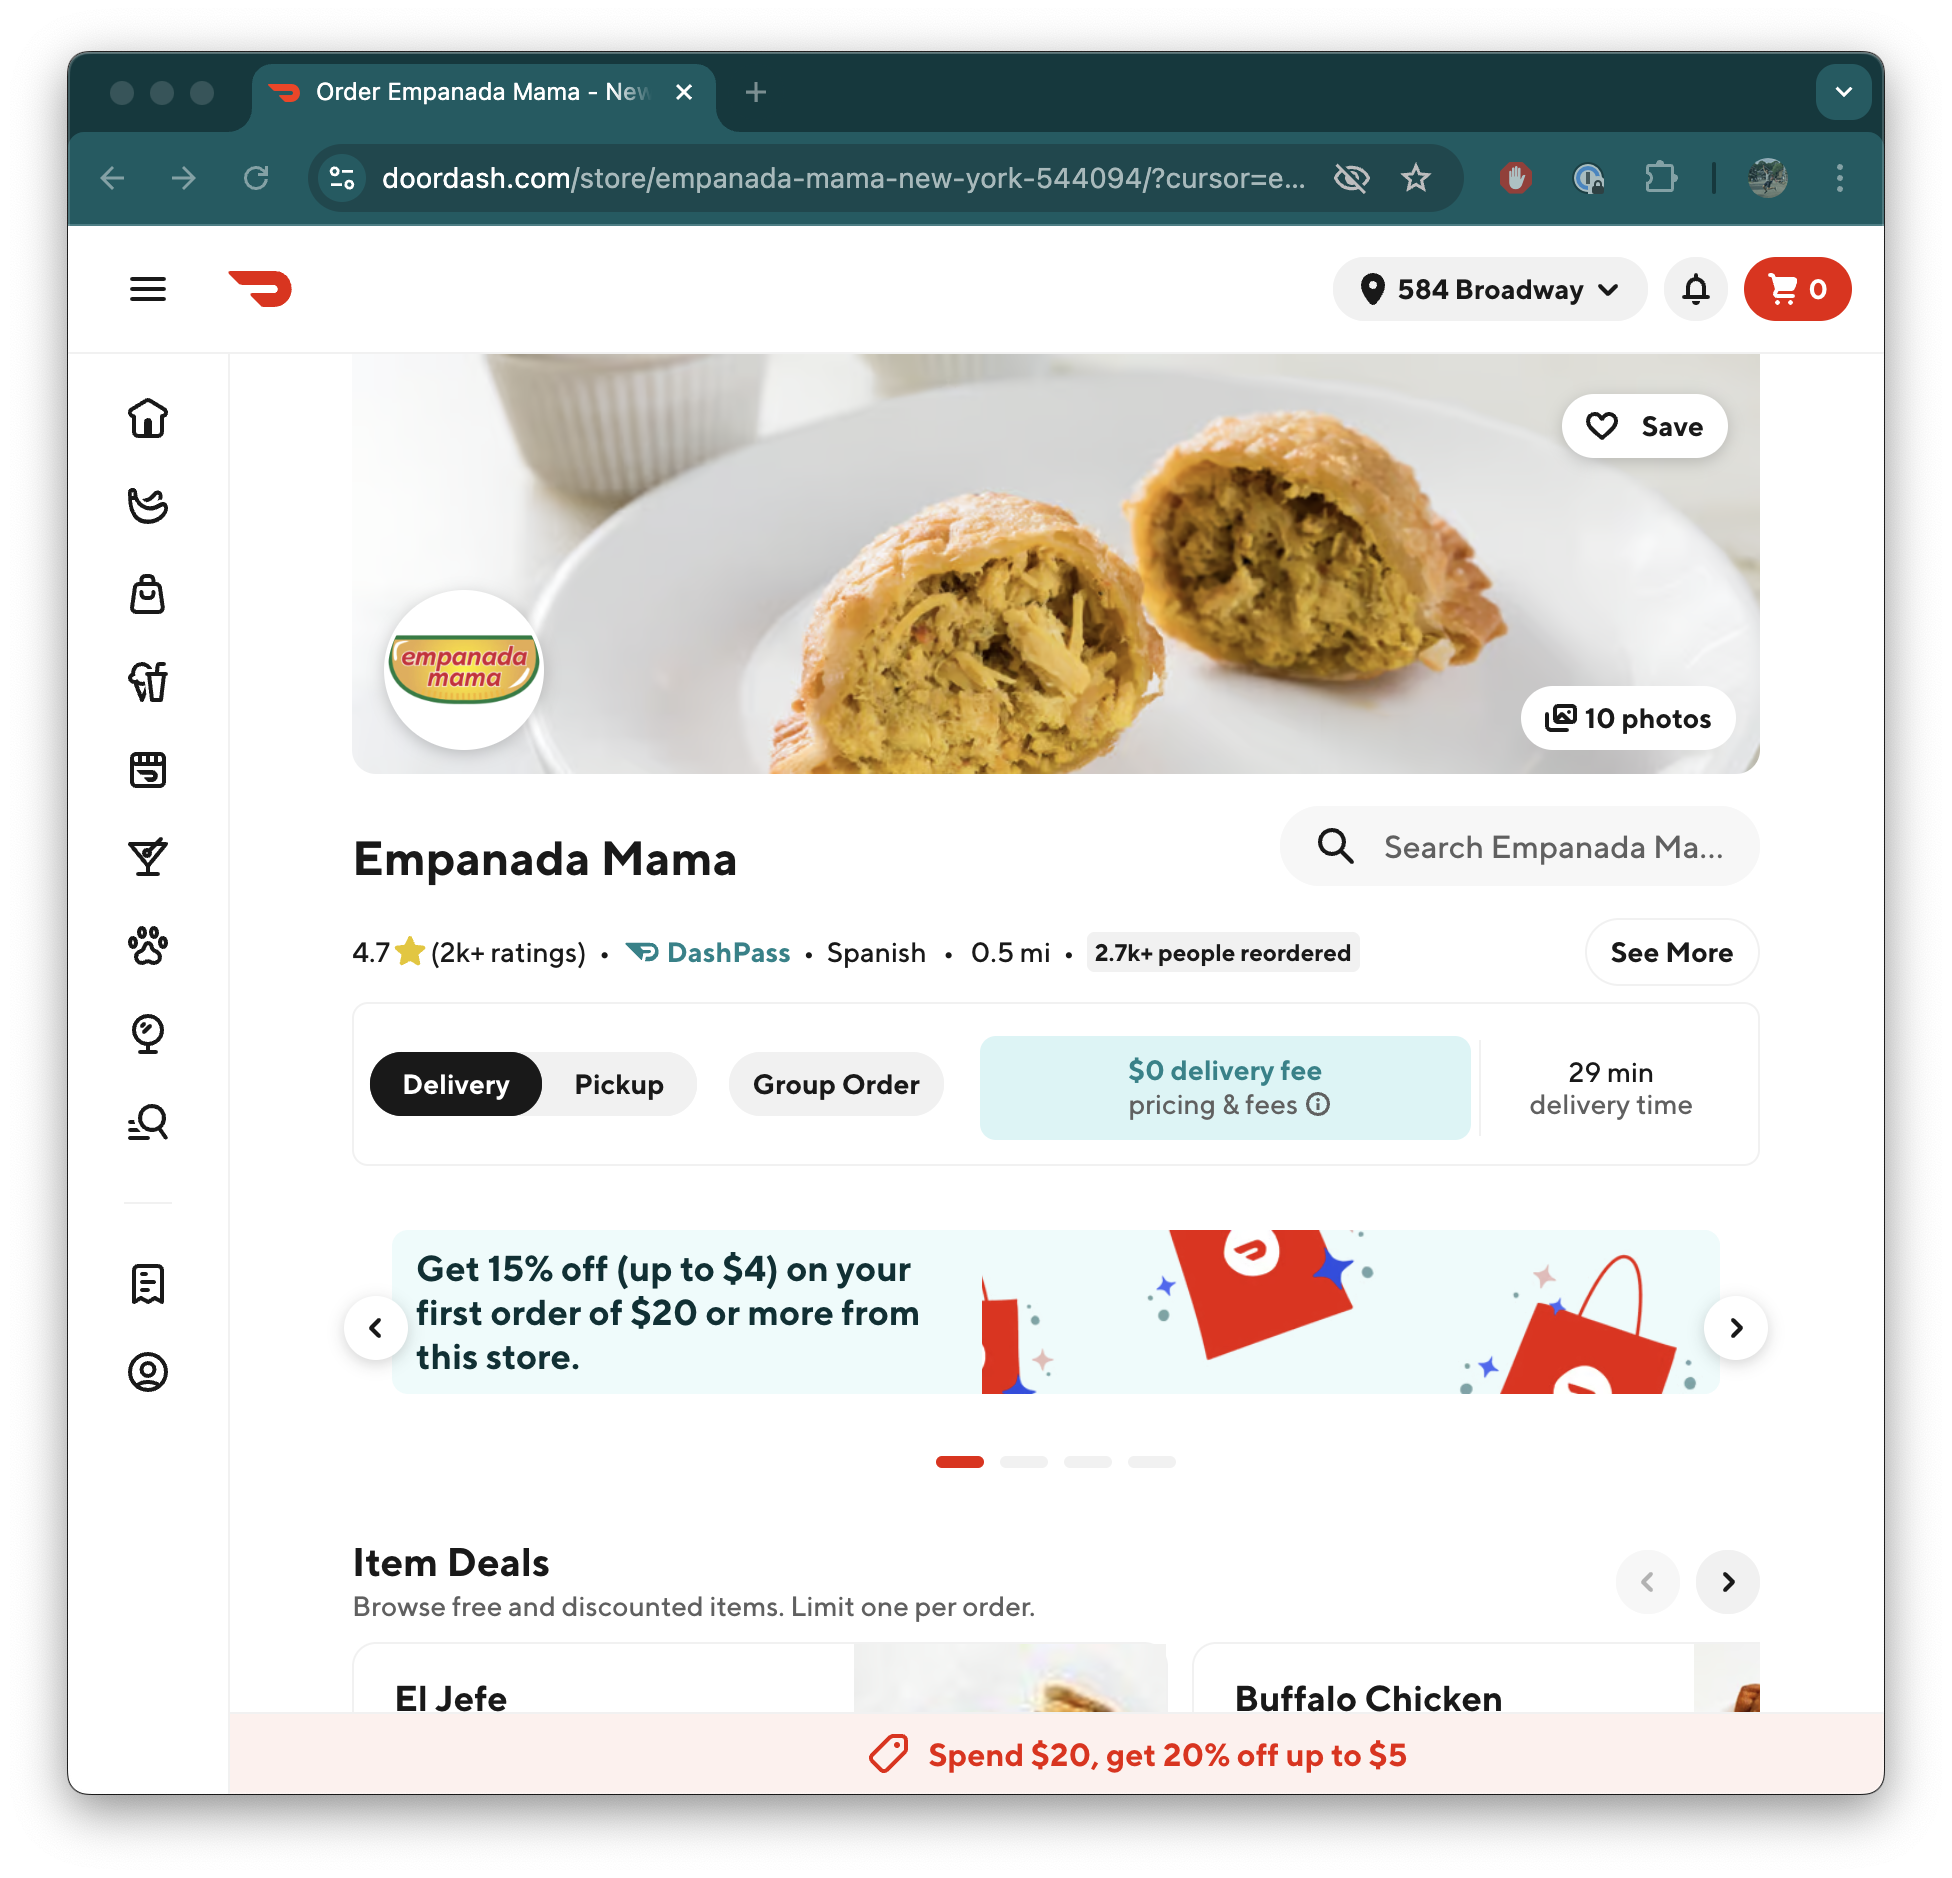 Order Empanada Mama - New
doordash.com/store/empanada-mama-new-york-544094/?cursor=e...
584 Broadway
0
Save
empanada
mama
10 photos
Empanada Mama
Search Empanada Ma...
4.7 (2k+ ratings) • DashPass • Spanish • 0.5 mi • 2.7k+ people reordered
See More
Delivery
Pickup
Group Order
$0 delivery fee
pricing & fees
29 min
delivery time
Get 15% off (up to $4) on your
first order of $20 or more from
this store.
Item Deals
Browse free and discounted items. Limit one per order.
El Jefe
Buffalo Chicken
Spend $20, get 20% off up to $5